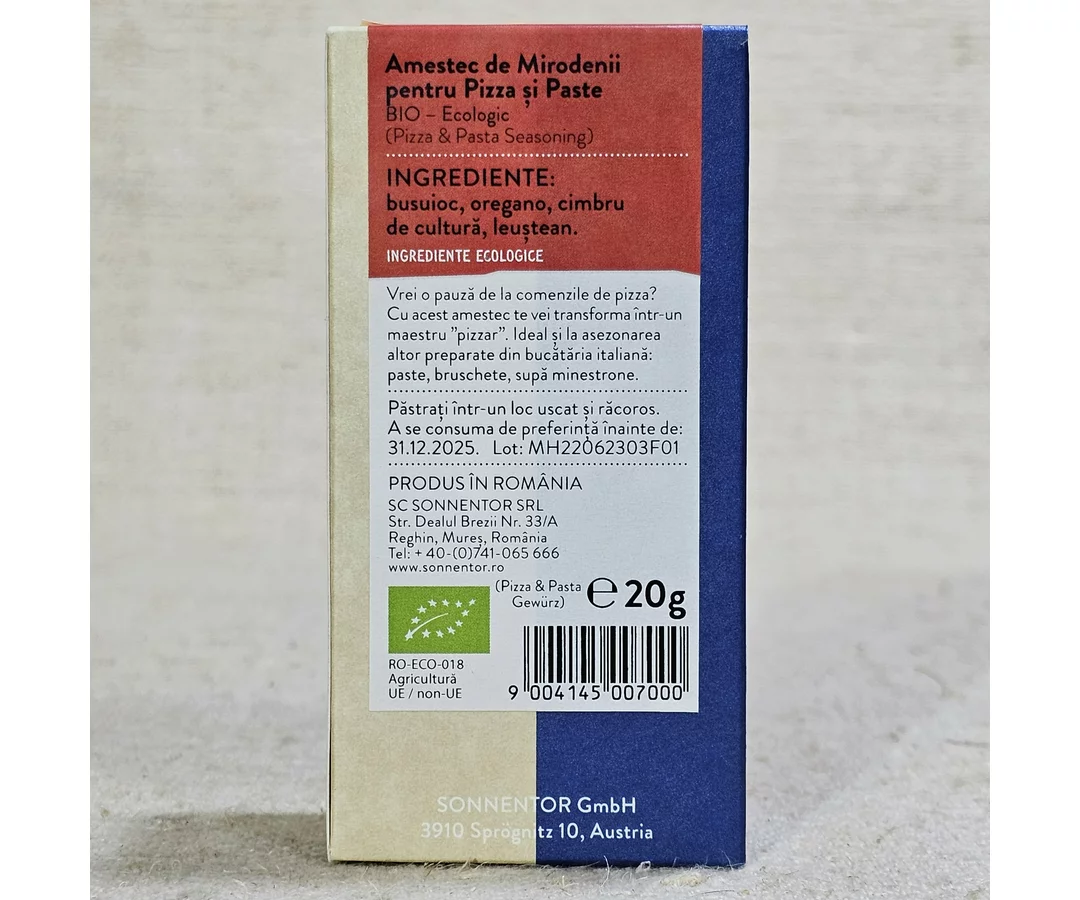 Amestec de Mirodenii
pentru Pizza și Paste
BIO – Ecologic
(Pizza & Pasta Seasoning)
INGREDIENTE:
busuioc, oregano, cimbru
de cultură, leuștean.
INGREDIENTE ECOLOGICE
Vrei o pauză de la comenzile de pizza?
Cu acest amestec te vei transforma într-un
maestru ”pizzar”. Ideal și la asezonarea
altor preparate din bucătăria italiană:
paste, bruschete, supă minestrone.
Păstrați într-un loc uscat și răcoros.
A se consuma de preferință înainte de:
31.12.2025. Lot: MH22062303F01
PRODUS ÎN ROMÂNIA
SC SONNENTOR SRL
Str. Dealul Brezii Nr. 33/A
Reghin, Mureș, România
Tel: + 40-(0)741-065 666
www.sonnentor.ro
(Pizza & Pasta
Gewürz)
℮ 20g
RO-ECO-018
Agricultură
UE / non-UE
9 004145 007000
SONNENTOR GmbH
3910 Sprögnitz 10, Austria